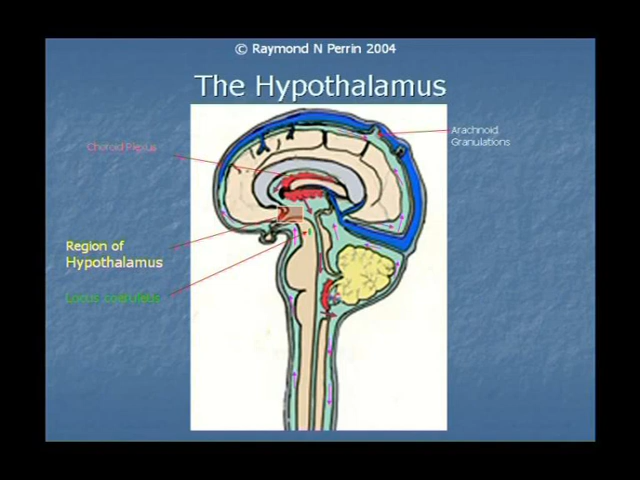 © Raymond N Perrin 2004
The Hypothalamus
Choroid Plexus
Arachnoid
Granulations
Region of
Hypothalamus
Locus coeruleus